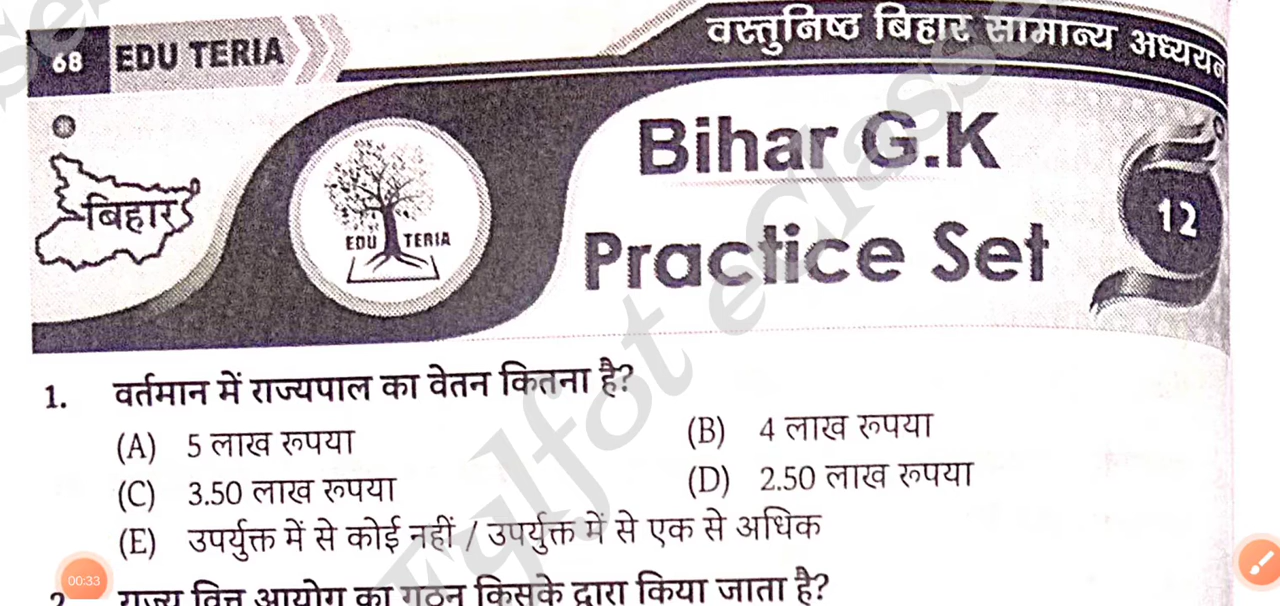 68 EDU TERIA
वस्तुनिष्ठ बिहार सामान्य अध्ययन
बिहार
EDU TERIA
Bihar G.K
Practice Set
12
1. वर्तमान में राज्यपाल का वेतन कितना है?
(A) 5 लाख रूपया (B) 4 लाख रूपया
(C) 3.50 लाख रूपया (D) 2.50 लाख रूपया
(E) उपर्युक्त में से कोई नहीं / उपर्युक्त में से एक से अधिक
00:33
2. राज्य वित्त आयोग का गठन किसके द्वारा किया जाता है?